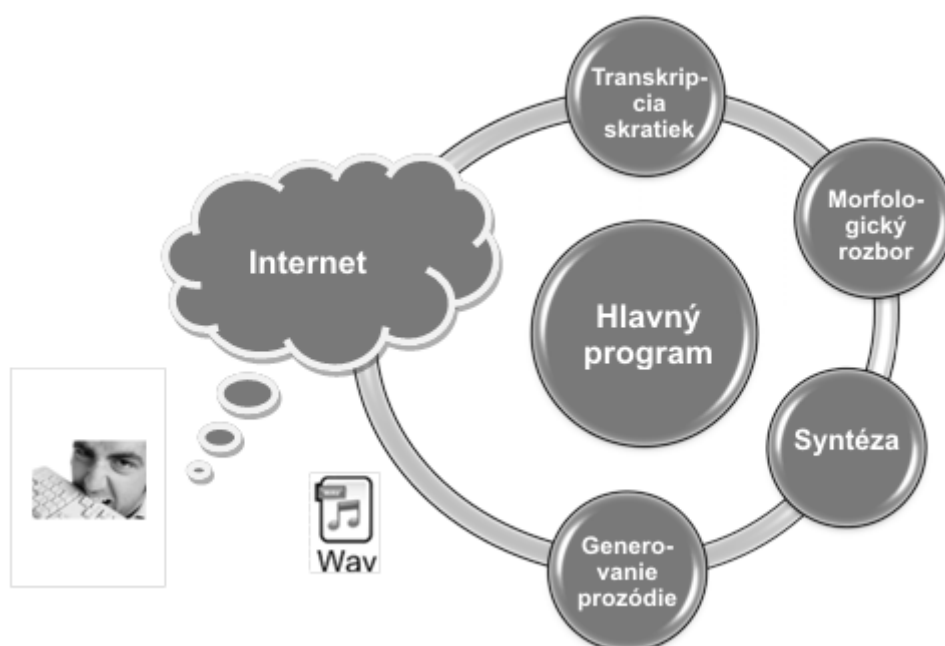 Transkrip-
cia
skratiek
Morfolo-
gický
rozbor
Internet
Hlavný
program
Syntéza
Genero-
vanie
prozódie
Wav